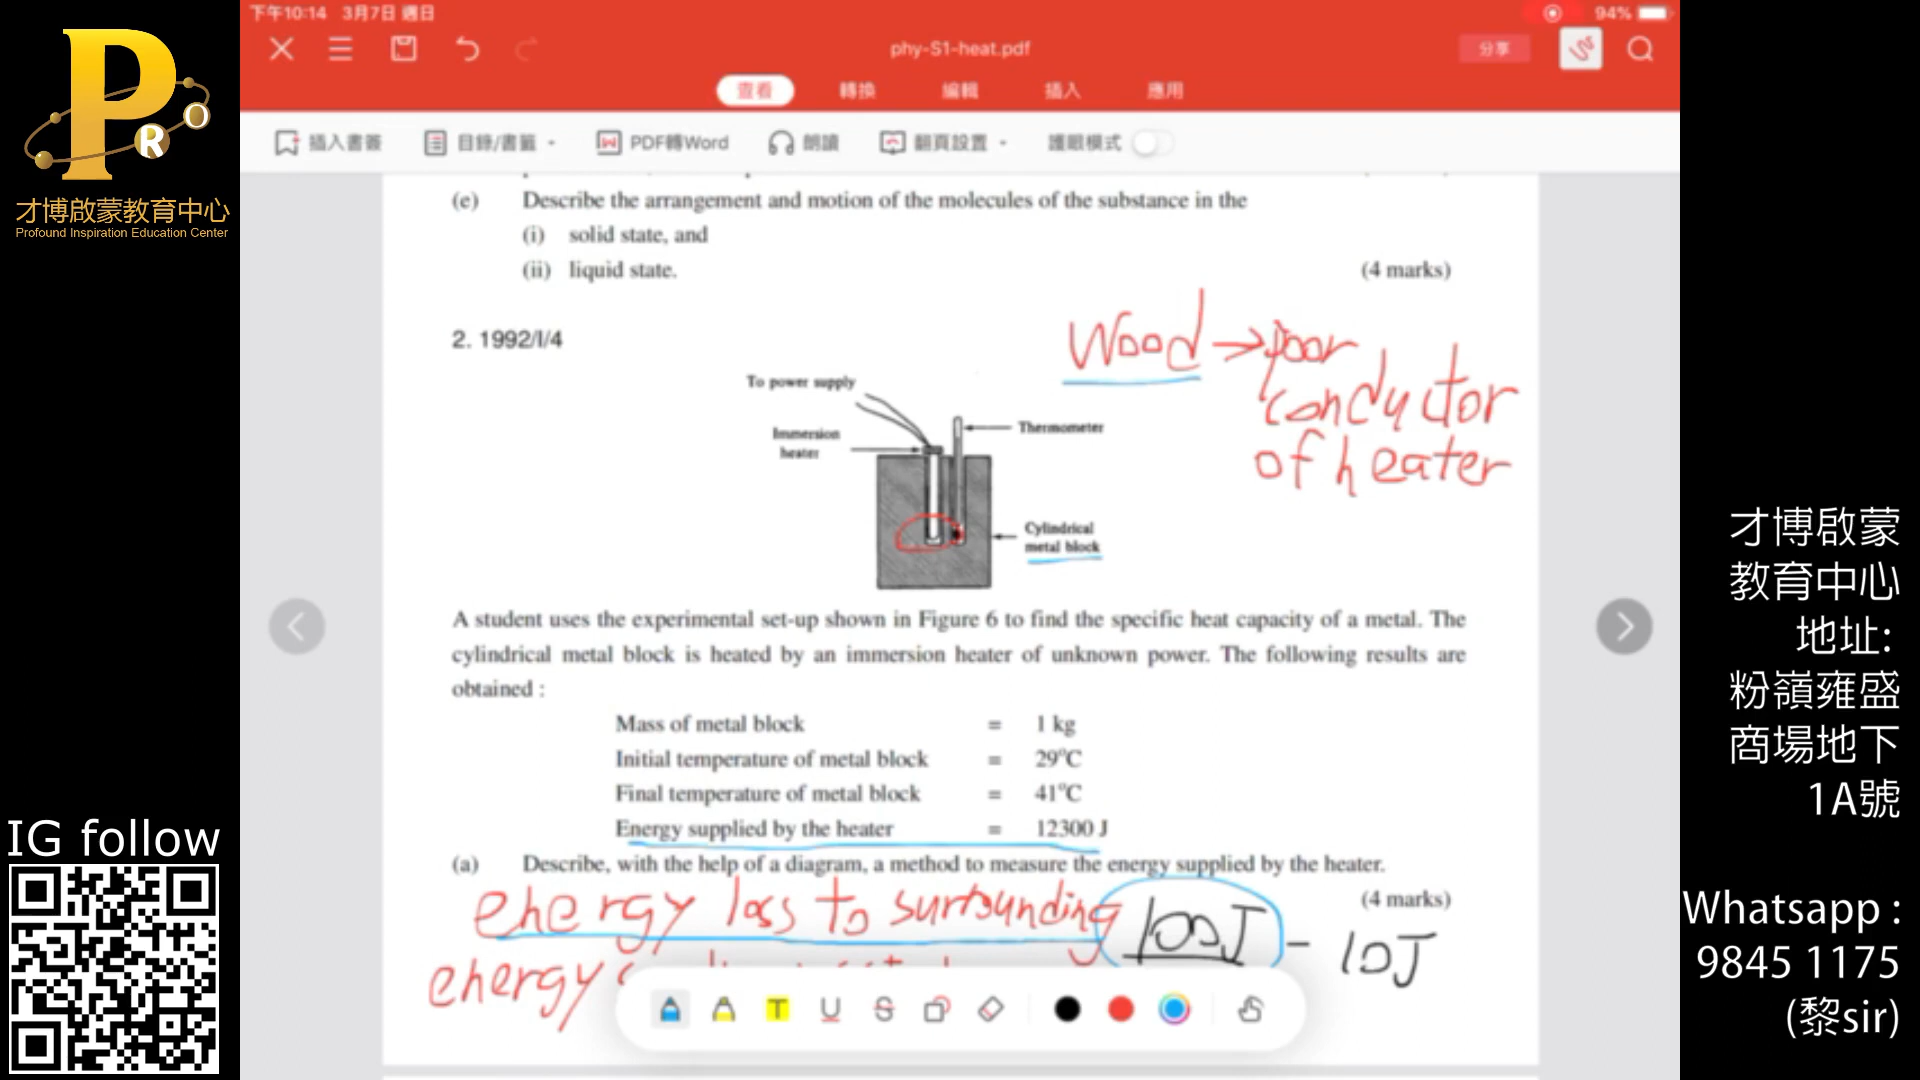 下午10:14 3月7日 週日
94%
phy-S1-heat.pdf
分享
查看 轉換 編輯 插入 應用
插入書簽 目錄/書籤 PDF轉Word 朗讀 翻頁設置 護眼模式
P
R
O
才博啟蒙教育中心
Profound Inspiration Education Center
(e) Describe the arrangement and motion of the molecules of the substance in the
(i) solid state, and
(ii) liquid state. (4 marks)
2. 1992/I/4
Wood → poor
conductor
of heater
To power supply
Immersion
heater
Thermometer
Cylindrical
metal block
A student uses the experimental set-up shown in Figure 6 to find the specific heat capacity of a metal. The
cylindrical metal block is heated by an immersion heater of unknown power. The following results are
obtained :
Mass of metal block = 1 kg
Initial temperature of metal block = 29°C
Final temperature of metal block = 41°C
Energy supplied by the heater = 12300 J
(a) Describe, with the help of a diagram, a method to measure the energy supplied by the heater.
(4 marks)
energy loss to surrounding 100J - 10J
energy
T U S
IG follow
才博啟蒙
教育中心
地址:
粉嶺雍盛
商場地下
1A號
Whatsapp :
9845 1175
(黎sir)